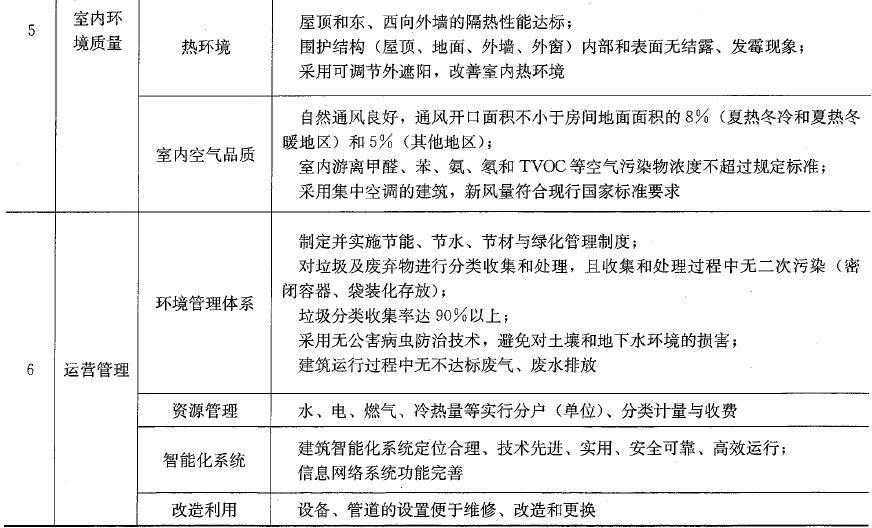 5
室内环
境质量
热环境
屋顶和东、西向外墙的隔热性能达标；
围护结构（屋顶、地面、外墙、外窗）内部和表面无结露、发霉现象；
采用可调节外遮阳，改善室内热环境
室内空气品质
自然通风良好，通风开口面积不小于房间地面面积的8%（夏热冬冷和夏热冬
暖地区）和5%（其他地区）；
室内游离甲醛、苯、氨、氡和TVOC等空气污染物浓度不超过规定标准；
采用集中空调的建筑，新风量符合现行国家标准要求
6
运营管理
环境管理体系
制定并实施节能、节水、节材与绿化管理制度；
对垃圾及废弃物进行分类收集和处理，且收集和处理过程中无二次污染（密
闭容器、袋装化存放）；
垃圾分类收集率达90%以上；
采用无公害病虫防治技术，避免对土壤和地下水环境的损害；
建筑运行过程中无不达标废气、废水排放
资源管理
水、电、燃气、冷热量等实行分户（单位）、分类计量与收费
智能化系统
建筑智能化系统定位合理、技术先进、实用、安全可靠、高效运行；
信息网络系统功能完善
改造利用
设备、管道的设置便于维修、改造和更换